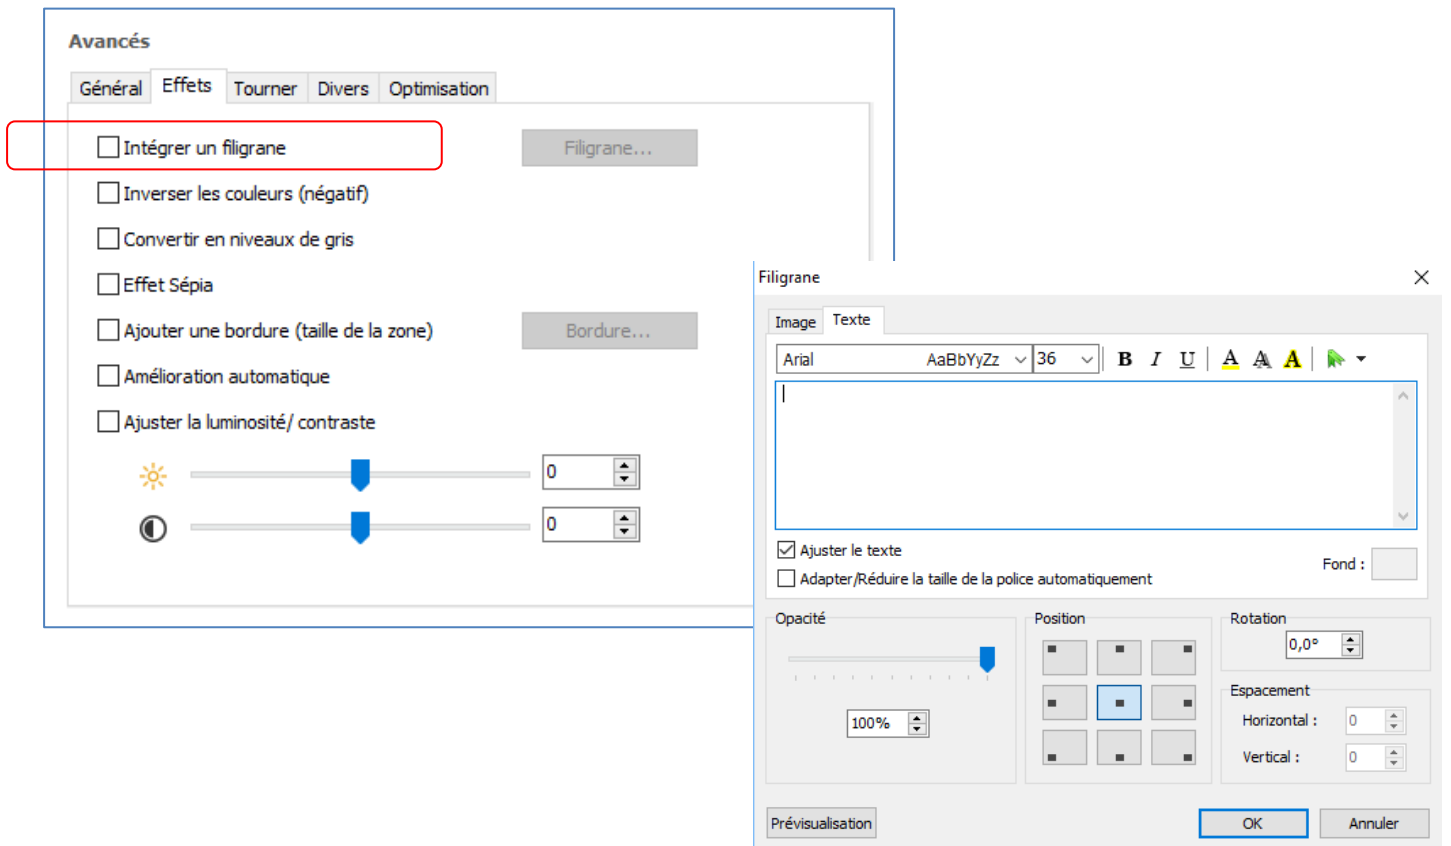 Avancés
Général Effets Tourner Divers Optimisation
Intégrer un filigrane Filigrane...
Inverser les couleurs (négatif)
Convertir en niveaux de gris
Effet Sépia
Ajouter une bordure (taille de la zone) Bordure...
Amélioration automatique
Ajuster la luminosité/ contraste
0
0
Filigrane
Image Texte
Arial AaBbYyZz 36 B I U A A A
Ajuster le texte
Adapter/Réduire la taille de la police automatiquement
Fond :
Opacité
100%
Position
Rotation
0,0°
Espacement
Horizontal : 0
Vertical : 0
Prévisualisation OK Annuler